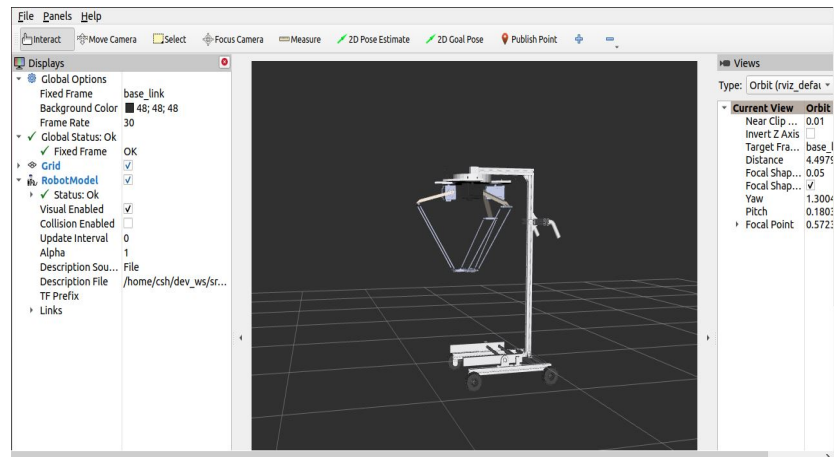 File Panels Help
Interact Move Camera Select Focus Camera Measure 2D Pose Estimate 2D Goal Pose Publish Point
Displays
Global Options
Fixed Frame base_link
Background Color 48; 48; 48
Frame Rate 30
Global Status: Ok
Fixed Frame OK
Grid
RobotModel
Status: Ok
Visual Enabled
Collision Enabled
Update Interval 0
Alpha 1
Description Sou... File
Description File /home/csh/dev_ws/sr...
TF Prefix
Links
Views
Type: Orbit (rviz_defau
Current View Orbit
Near Clip ... 0.01
Invert Z Axis
Target Fra... base_l
Distance 4.4979
Focal Shap... 0.05
Focal Shap...
Yaw 1.3004
Pitch 0.1803
Focal Point 0.5723